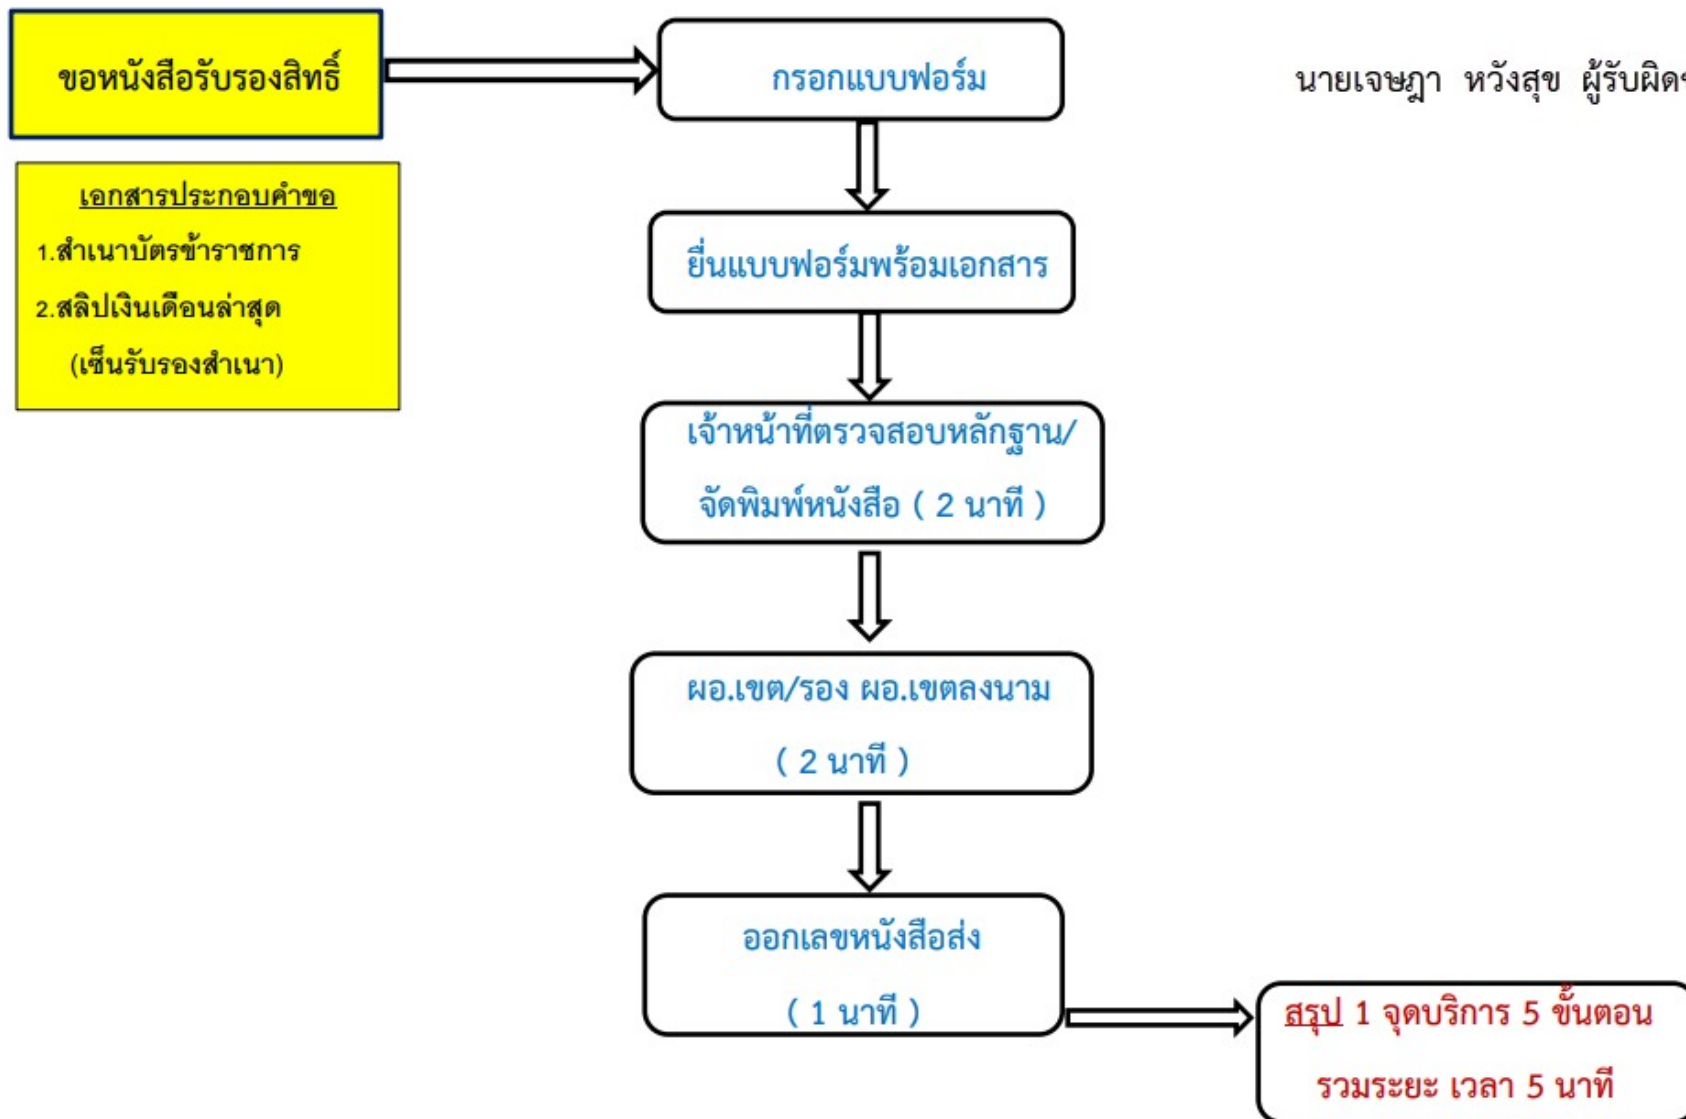 ขอหนังสือรับรองสิทธิ์
กรอกแบบฟอร์ม
นายเจษฎา หวังสุข
เอกสารประกอบคำขอ
1.สำเนาบัตรข้าราชการ
2.สลิปเงินเดือนล่าสุด
(เซ็นรับรองสำเนา)
ยื่นแบบฟอร์มพร้อมเอกสาร
เจ้าหน้าที่ตรวจสอบหลักฐาน/
จัดพิมพ์หนังสือ ( 2 นาที )
ผอ.เขต/รอง ผอ.เขตลงนาม
( 2 นาที )
ออกเลขหนังสือส่ง
( 1 นาที )
สรุป 1 จุดบริการ 5 ขั้นตอน
รวมระยะ เวลา 5 นาที